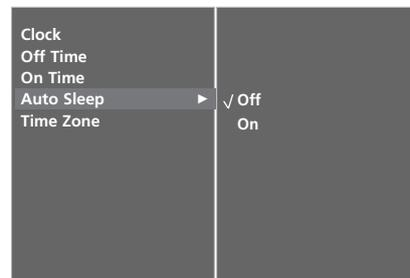 Clock
Off Time
On Time
Auto Sleep ►
Time Zone
√ Off
On